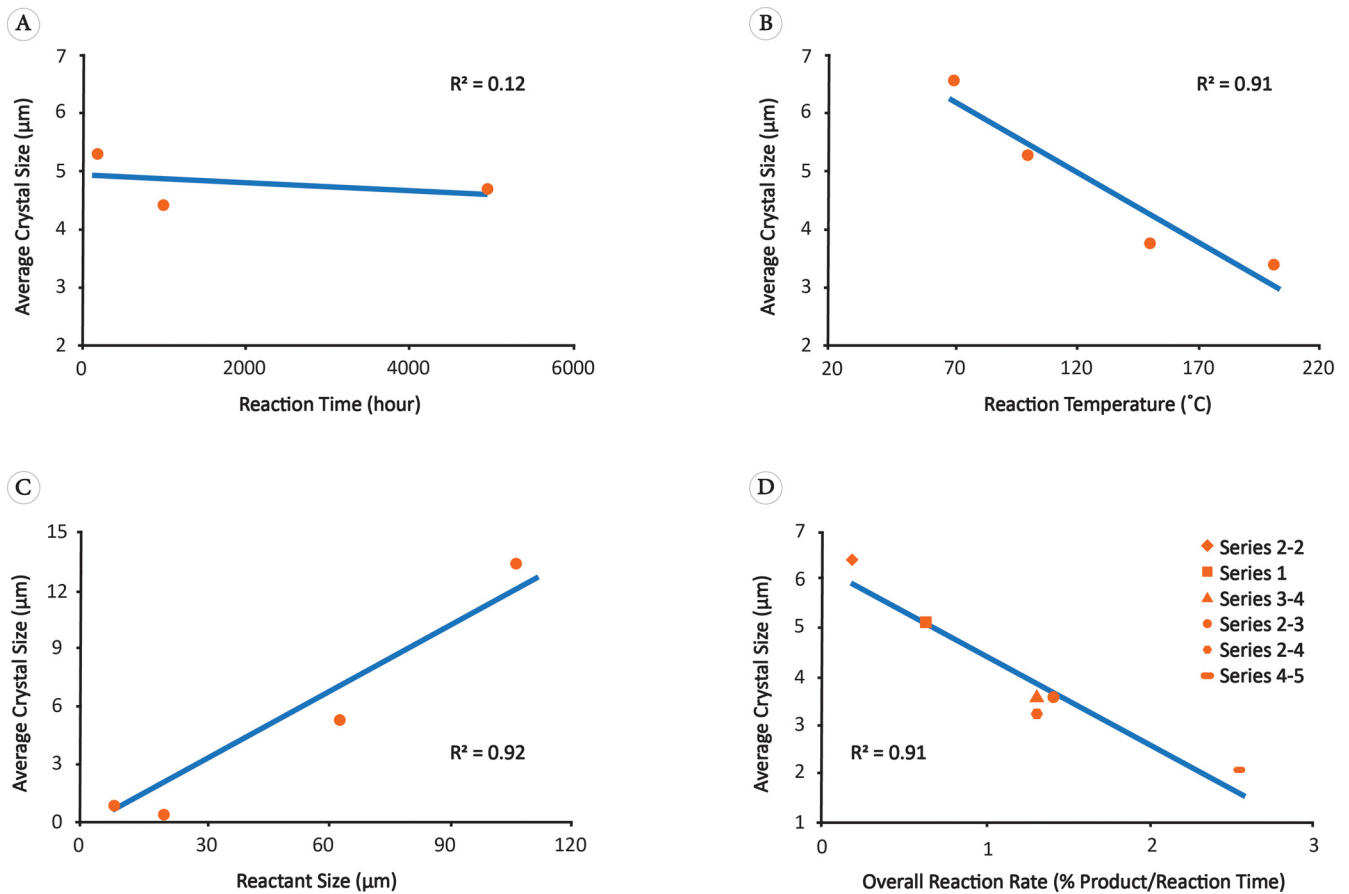 A
Average Crystal Size (µm)
7
6
5
4
3
2
R² = 0.12
0
2000
4000
6000
Reaction Time (hour)
B
Average Crystal Size (µm)
7
6
5
4
3
2
R² = 0.91
20
70
120
170
220
Reaction Temperature (˚C)
C
Average Crystal Size (µm)
15
12
9
6
3
0
R² = 0.92
0
30
60
90
120
Reactant Size (µm)
D
Average Crystal Size (µm)
7
6
5
4
3
2
1
Series 2-2
Series 1
Series 3-4
Series 2-3
Series 2-4
Series 4-5
R² = 0.91
0
1
2
3
Overall Reaction Rate (% Product/Reaction Time)